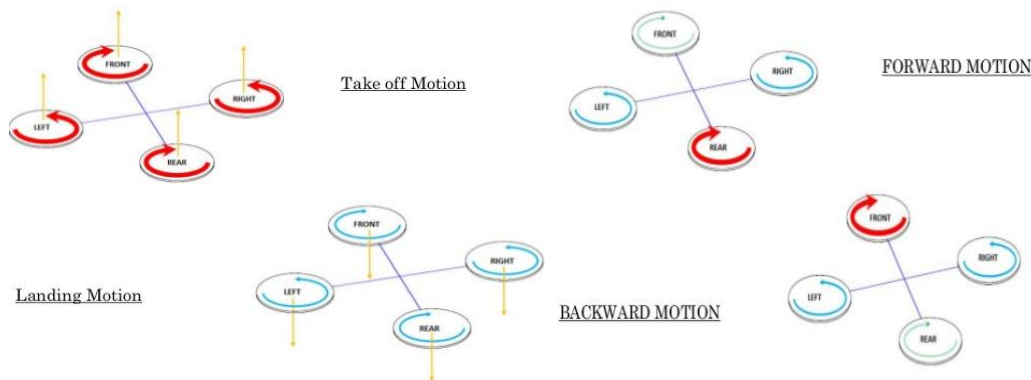 FRONT
RIGHT
LEFT
REAR
Take off Motion
FRONT
RIGHT
LEFT
REAR
FORWARD MOTION
Landing Motion
FRONT
RIGHT
LEFT
REAR
BACKWARD MOTION
FRONT
RIGHT
LEFT
REAR